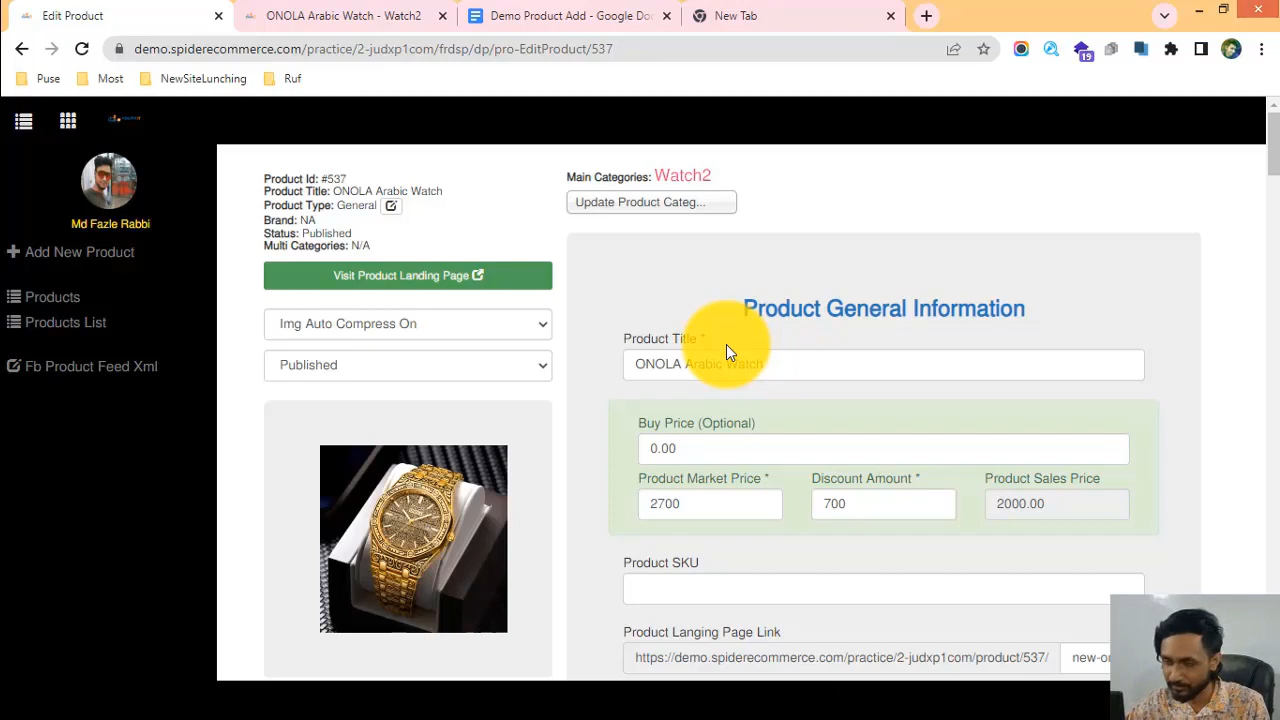 Edit Product
ONOLA Arabic Watch - Watch2
Demo Product Add - Google Doc
New Tab
demo.spiderecommerce.com/practice/2-judxp1com/frdsp/dp/pro-EditProduct/537
19
Puse
Most
NewSiteLunching
Ruf
Md Fazle Rabbi
Add New Product
Products
Products List
Fb Product Feed Xml
Product Id: #537
Product Title: ONOLA Arabic Watch
Product Type: General
Brand: NA
Status: Published
Multi Categories: N/A
Visit Product Landing Page
Img Auto Compress On
Published
Main Categories: Watch2
Update Product Categ...
Product General Information
Product Title *
ONOLA Arabic Watch
Buy Price (Optional)
0.00
Product Market Price *
Discount Amount *
Product Sales Price
2700
700
2000.00
Product SKU
Product Langing Page Link
https://demo.spiderecommerce.com/practice/2-judxp1com/product/537/